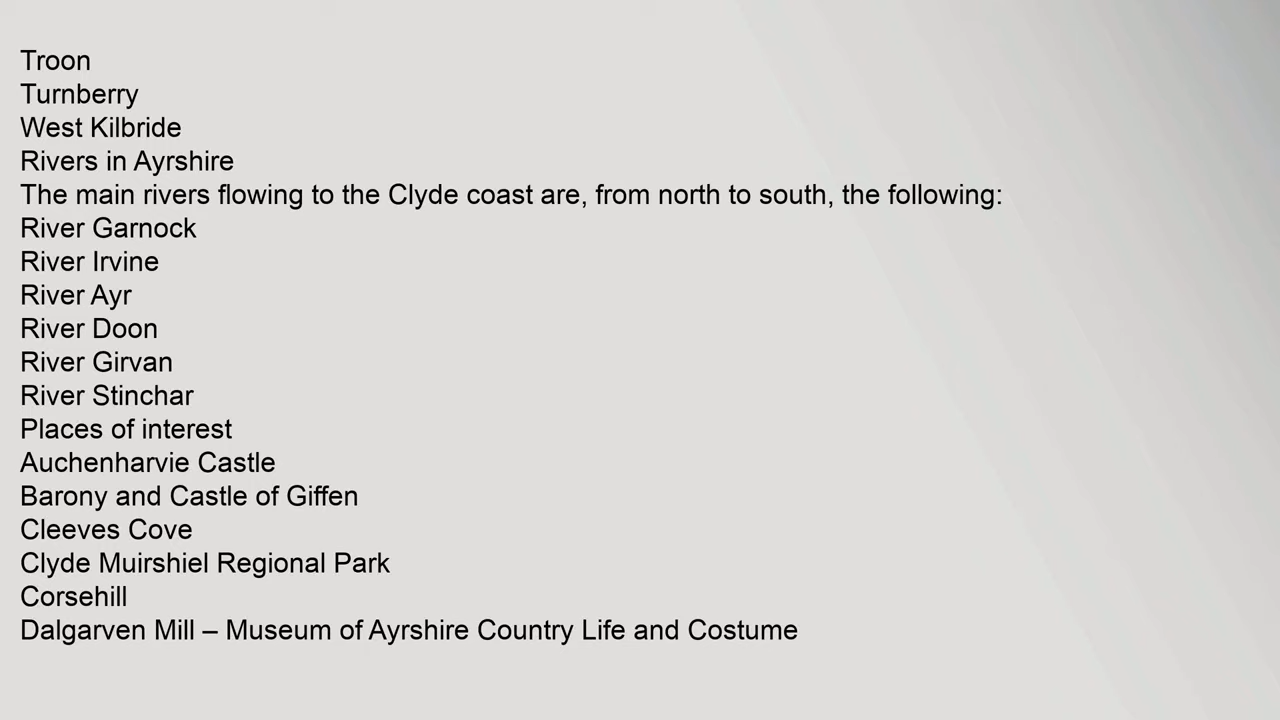 Troon
Turnberry
West Kilbride
Rivers in Ayrshire
The main rivers flowing to the Clyde coast are, from north to south, the following:
River Garnock
River Irvine
River Ayr
River Doon
River Girvan
River Stinchar
Places of interest
Auchenharvie Castle
Barony and Castle of Giffen
Cleeves Cove
Clyde Muirshiel Regional Park
Corsehill
Dalgarven Mill – Museum of Ayrshire Country Life and Costume